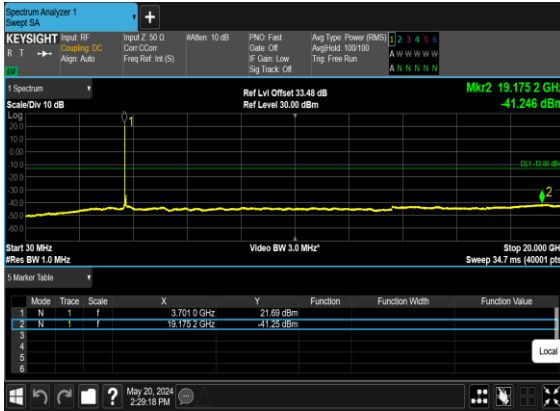 Spectrum Analyzer 1
Swept SA
+
KEYSIGHT
R T
LW
Input: RF
Coupling: DC
Align: Auto
Input Z: 50 Ω
Corr CCorr
Freq Ref: Int (S)
#Atten: 10 dB
PNO: Fast
Gate: Off
IF Gain: Low
Sig Track: Off
Avg Type: Power (RMS)
Avg|Hold: 100/100
Trig: Free Run
1 2 3 4 5 6
A W W W W W
A N N N N N
1 Spectrum
Scale/Div 10 dB
Ref Lvl Offset 33.48 dB
Ref Level 30.00 dBm
Mkr2 19.175 2 GHz
-41.246 dBm
Log
20.0
10.0
0.00
-10.0
-20.0
-30.0
-40.0
-50.0
-60.0
1
DL1 -13.00 dBm
2
Start 30 MHz
#Res BW 1.0 MHz
Video BW 3.0 MHz*
Stop 20.000 GHz
Sweep 34.7 ms (40001 pts)
5 Marker Table
Mode Trace Scale X Y Function Function Width Function Value
1 N 1 f 3.701 0 GHz 21.69 dBm
2 N 1 f 19.175 2 GHz -41.25 dBm
3
4
5
6
Local
?
May 20, 2024
2:29:18 PM